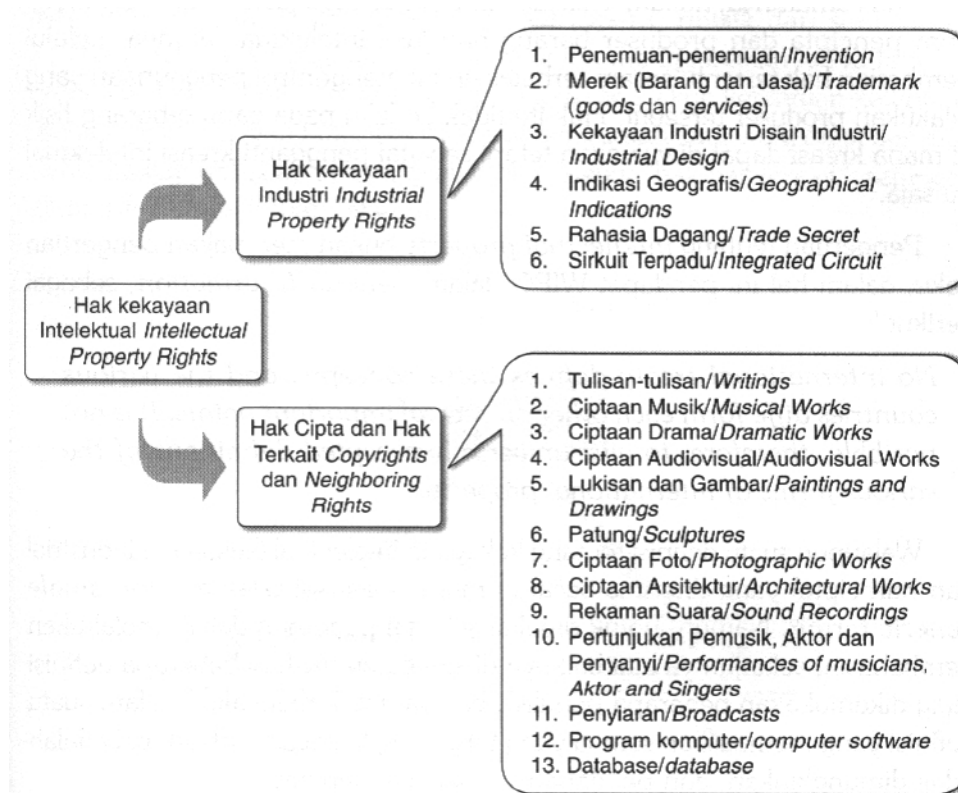 Hak kekayaan
Intelektual Intellectual
Property Rights
Hak kekayaan
Industri Industrial
Property Rights
1. Penemuan-penemuan/Invention
2. Merek (Barang dan Jasa)/Trademark
(goods dan services)
3. Kekayaan Industri Disain Industri/
Industrial Design
4. Indikasi Geografis/Geographical
Indications
5. Rahasia Dagang/Trade Secret
6. Sirkuit Terpadu/Integrated Circuit
Hak Cipta dan Hak
Terkait Copyrights
dan Neighboring
Rights
1. Tulisan-tulisan/Writings
2. Ciptaan Musik/Musical Works
3. Ciptaan Drama/Dramatic Works
4. Ciptaan Audiovisual/Audiovisual Works
5. Lukisan dan Gambar/Paintings and
Drawings
6. Patung/Sculptures
7. Ciptaan Foto/Photographic Works
8. Ciptaan Arsitektur/Architectural Works
9. Rekaman Suara/Sound Recordings
10. Pertunjukan Pemusik, Aktor dan
Penyanyi/Performances of musicians,
Aktor and Singers
11. Penyiaran/Broadcasts
12. Program komputer/computer software
13. Database/database